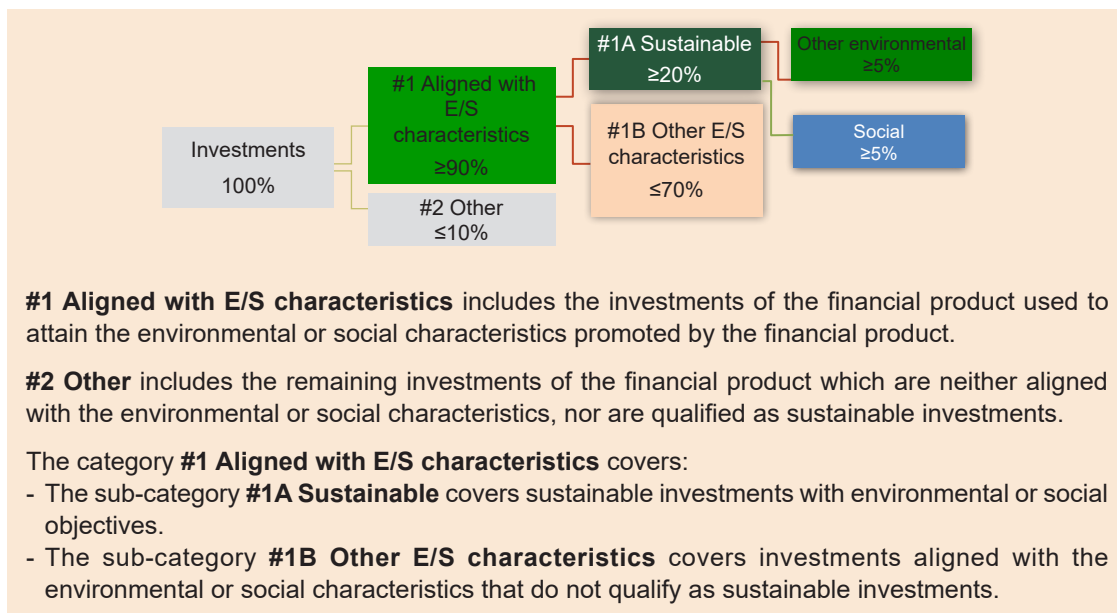 Investments
100%
#1 Aligned with
E/S
characteristics
≥90%
#2 Other
≤10%
#1A Sustainable
≥20%
#1B Other E/S
characteristics
≤70%
Other environmental
≥5%
Social
≥5%
#1 Aligned with E/S characteristics includes the investments of the financial product used to
attain the environmental or social characteristics promoted by the financial product.
#2 Other includes the remaining investments of the financial product which are neither aligned
with the environmental or social characteristics, nor are qualified as sustainable investments.
The category #1 Aligned with E/S characteristics covers:
- The sub-category #1A Sustainable covers sustainable investments with environmental or social
objectives.
- The sub-category #1B Other E/S characteristics covers investments aligned with the
environmental or social characteristics that do not qualify as sustainable investments.